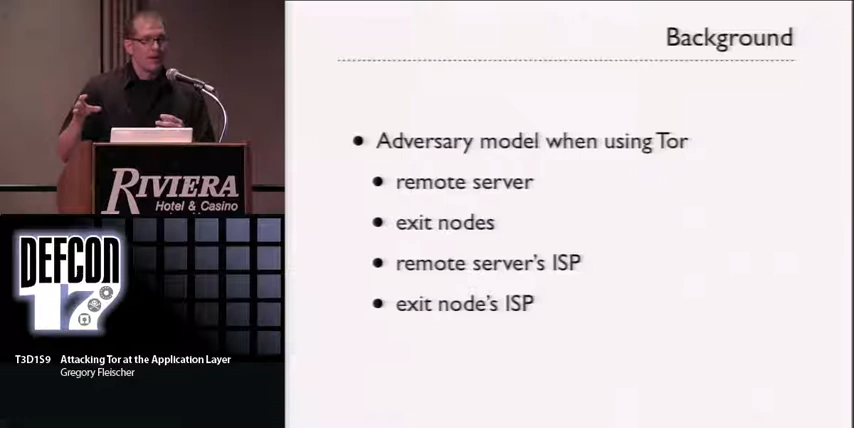 Background
Adversary model when using Tor
remote server
exit nodes
remote server's ISP
exit node's ISP
RIVIERA
Hotel & Casino
DEFCON
17
T3D1S9 Attacking Tor at the Application Layer
Gregory Fleischer